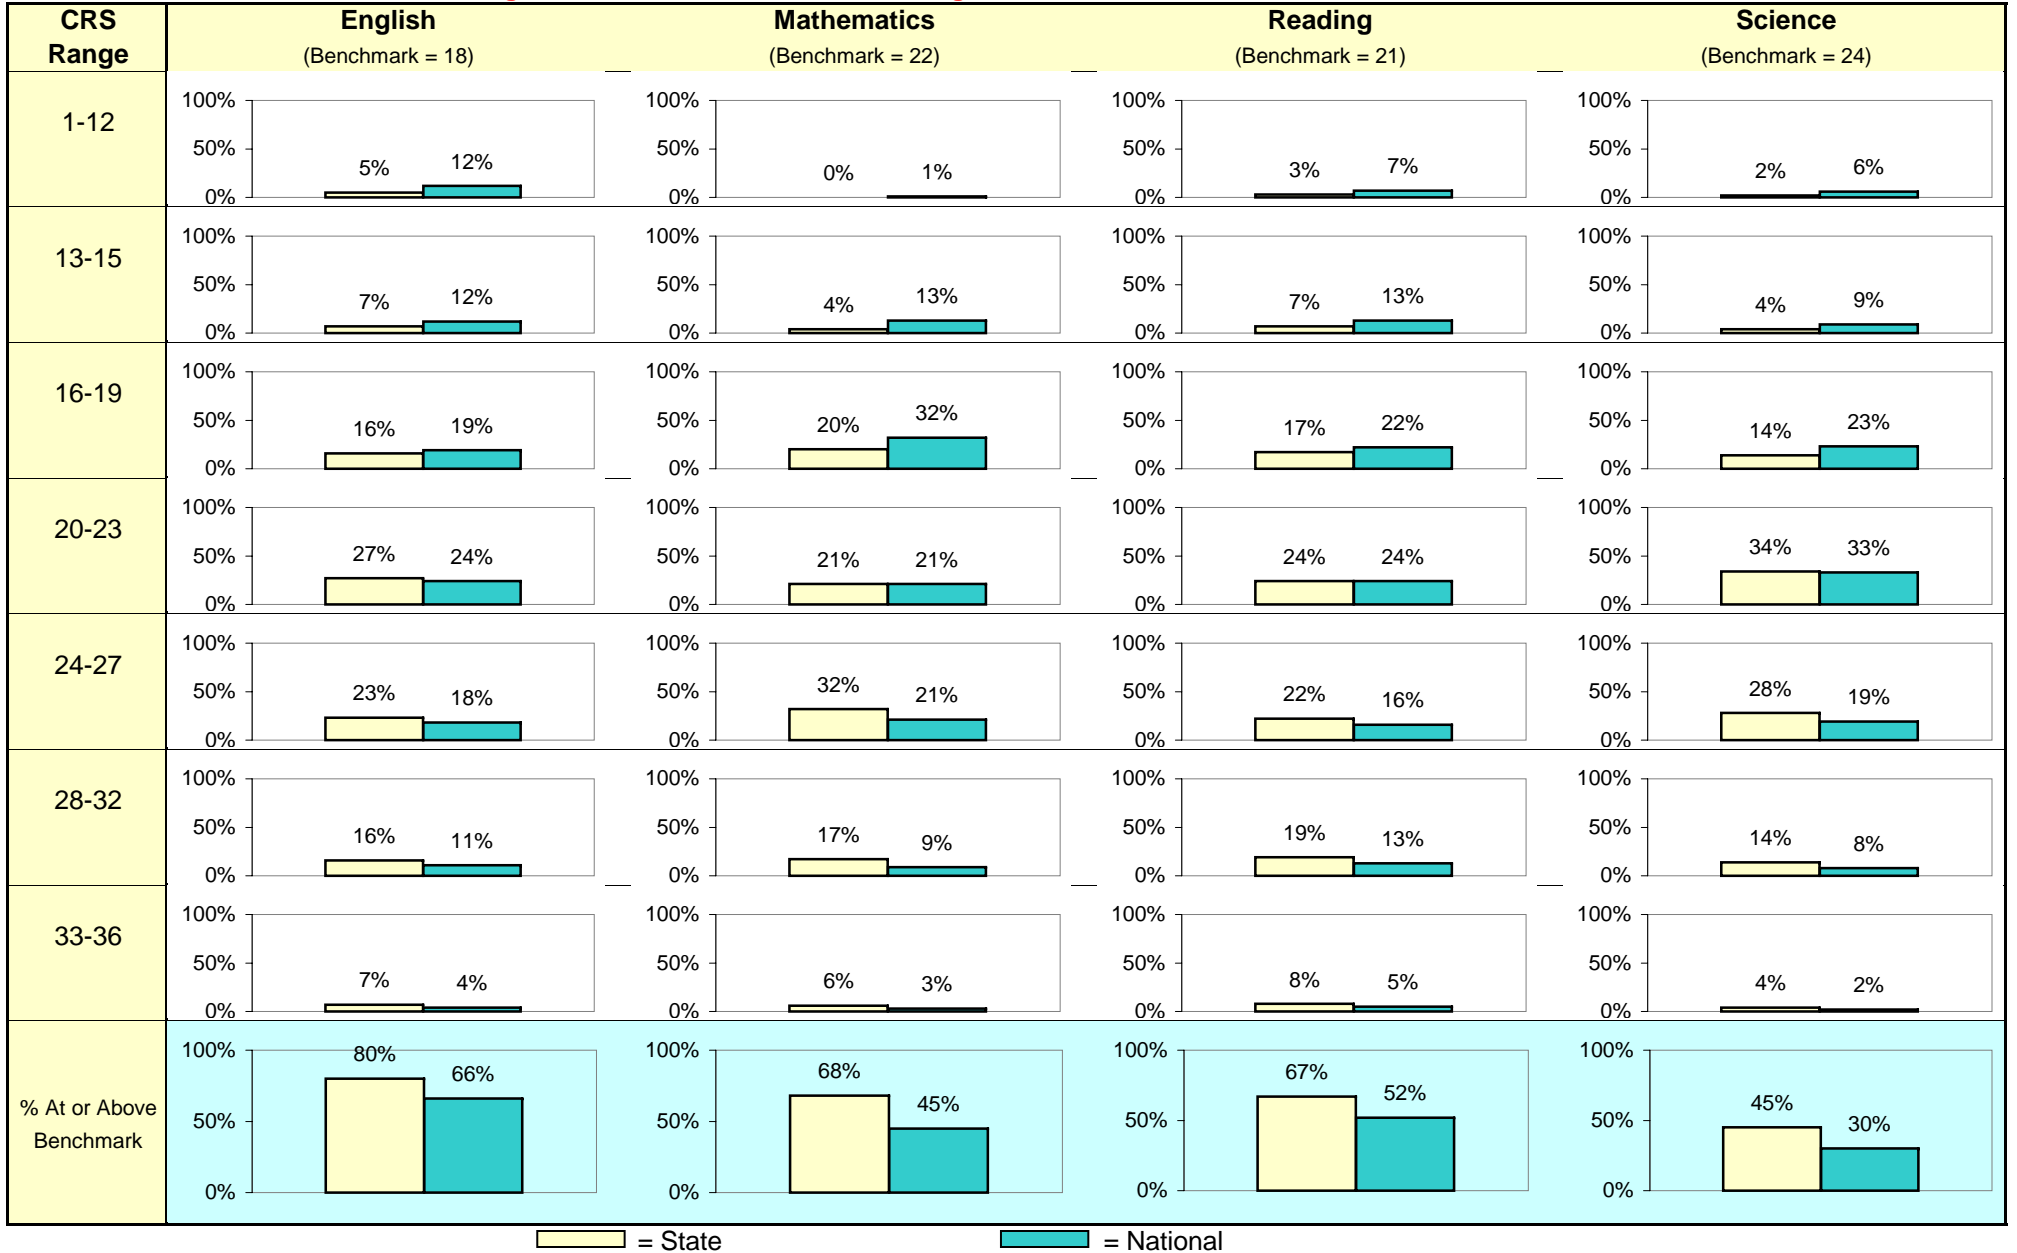 CRS Range English Mathematics Reading Science
(Benchmark = 18) (Benchmark = 22) (Benchmark = 21) (Benchmark = 24)
1-12
100% 100% 100% 100%
50% 5% 12% 50% 0% 1% 50% 3% 7% 50% 2% 6%
0% 0% 0% 0%
13-15
100% 100% 100% 100%
50% 7% 12% 50% 4% 13% 50% 7% 13% 50% 4% 9%
0% 0% 0% 0%
16-19
100% 100% 100% 100%
50% 16% 19% 50% 20% 32% 50% 17% 22% 50% 14% 23%
0% 0% 0% 0%
20-23
100% 100% 100% 100%
50% 27% 24% 50% 21% 21% 50% 24% 24% 50% 34% 33%
0% 0% 0% 0%
24-27
100% 100% 100% 100%
50% 23% 18% 50% 32% 21% 50% 22% 16% 50% 28% 19%
0% 0% 0% 0%
28-32
100% 100% 100% 100%
50% 16% 11% 50% 17% 9% 50% 19% 13% 50% 14% 8%
0% 0% 0% 0%
33-36
100% 100% 100% 100%
50% 7% 4% 50% 6% 3% 50% 8% 5% 50% 4% 2%
0% 0% 0% 0%
% At or Above
Benchmark
100% 80% 66% 100% 68% 45% 100% 67% 52% 100% 45% 30%
50% 50% 50% 50%
0% 0% 0% 0%
= State = National